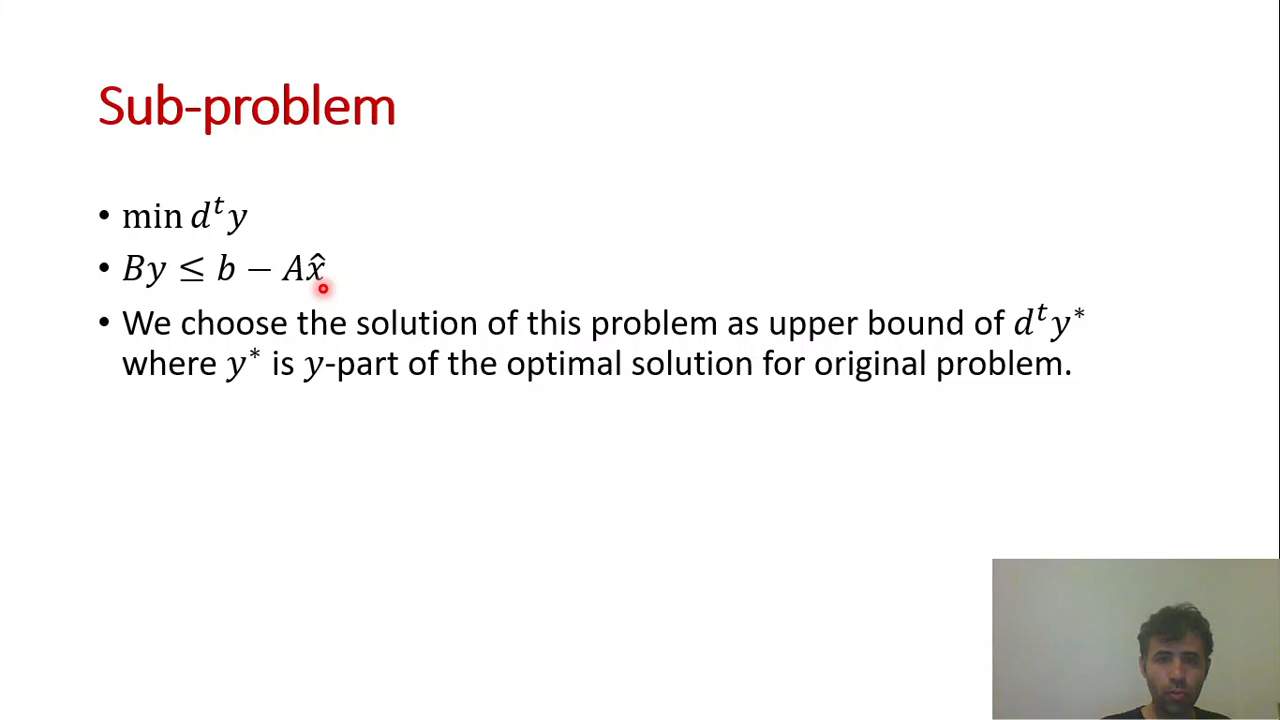 Sub-problem
• min dᵗy
• By ≤ b − Ax̂
• We choose the solution of this problem as upper bound of dᵗy*
where y* is y-part of the optimal solution for original problem.